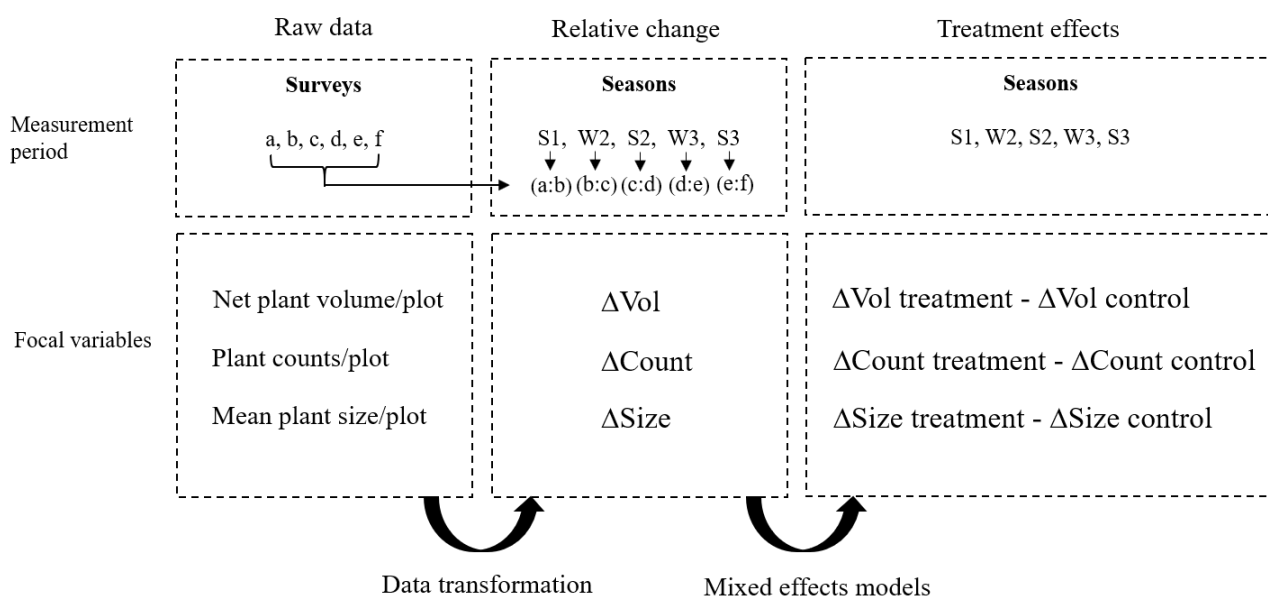 Raw data
Relative change
Treatment effects
Measurement
period
Surveys
a, b, c, d, e, f
Seasons
S1, W2, S2, W3, S3
(a:b) (b:c) (c:d) (d:e) (e:f)
Seasons
S1, W2, S2, W3, S3
Focal variables
Net plant volume/plot
Plant counts/plot
Mean plant size/plot
ΔVol
ΔCount
ΔSize
ΔVol treatment - ΔVol control
ΔCount treatment - ΔCount control
ΔSize treatment - ΔSize control
Data transformation
Mixed effects models